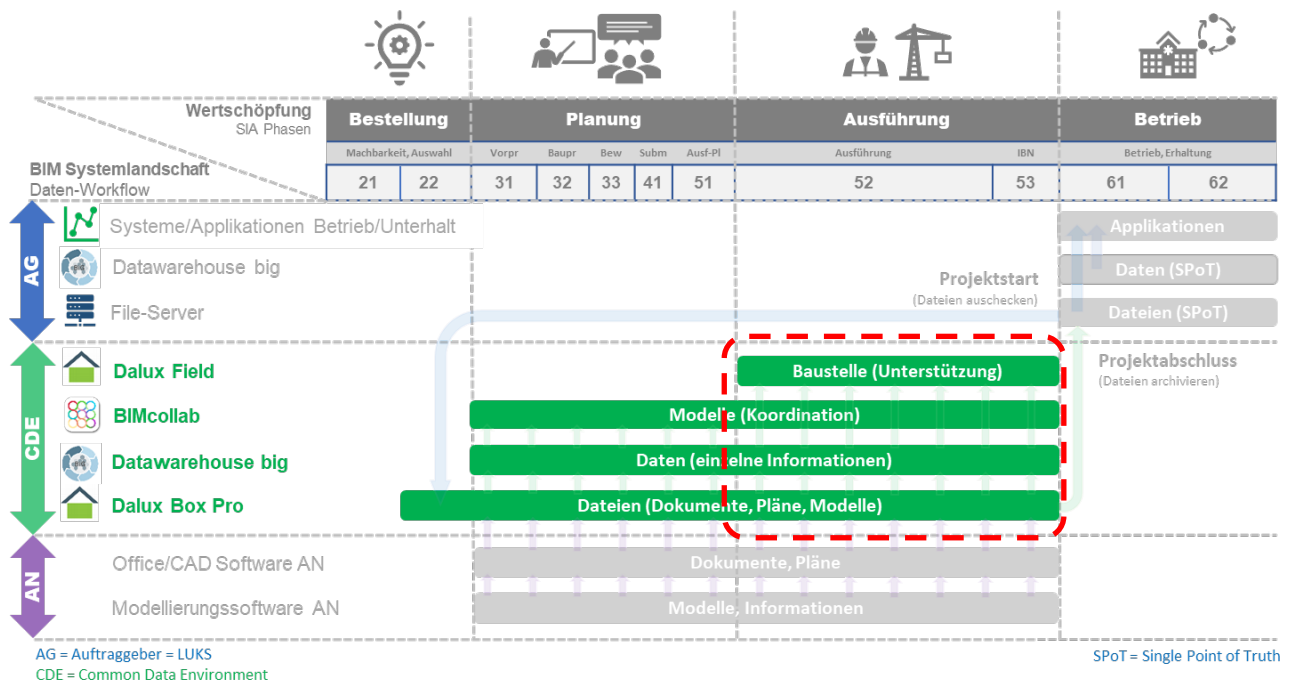 Wertschöpfung
SIA Phasen
BIM Systemlandschaft
Daten-Workflow
Bestellung
Planung
Ausführung
Betrieb
Machbarkeit, Auswahl
Vorpr
Baupr
Bew
Subm
Ausf-Pl
Ausführung
IBN
Betrieb, Erhaltung
21
22
31
32
33
41
51
52
53
61
62
AG
Systeme/Applikationen Betrieb/Unterhalt
Applikationen
Datawarehouse big
Daten (SPoT)
Projektstart
(Dateien auschecken)
File-Server
Dateien (SPoT)
CDE
Dalux Field
Baustelle (Unterstützung)
Projektabschluss
(Dateien archivieren)
BIMcollab
Modelle (Koordination)
Datawarehouse big
Daten (einzelne Informationen)
Dalux Box Pro
Dateien (Dokumente, Pläne, Modelle)
AN
Office/CAD Software AN
Dokumente, Pläne
Modellierungssoftware AN
Modelle, Informationen
AG = Auftraggeber = LUKS
CDE = Common Data Environment
SPoT = Single Point of Truth